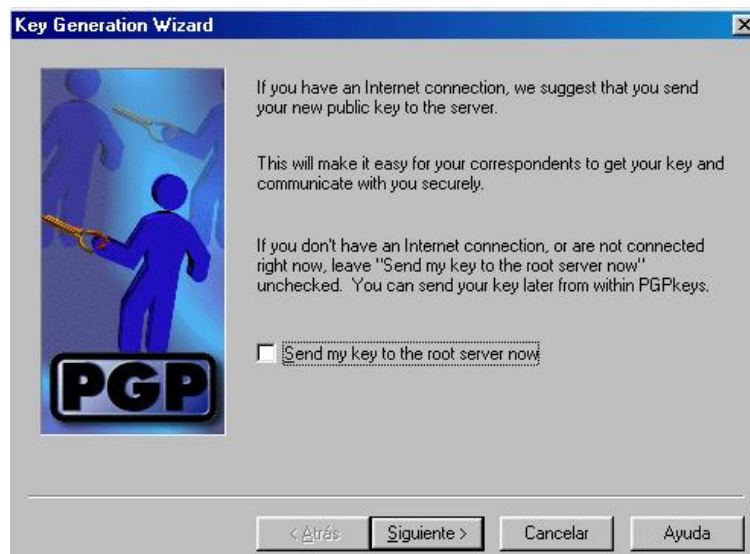 Key Generation Wizard
If you have an Internet connection, we suggest that you send
your new public key to the server.
This will make it easy for your correspondents to get your key and
communicate with you securely.
If you don't have an Internet connection, or are not connected
right now, leave "Send my key to the root server now"
unchecked. You can send your key later from within PGPkeys.
Send my key to the root server now
PGP
< Atrás Siguiente > Cancelar Ayuda